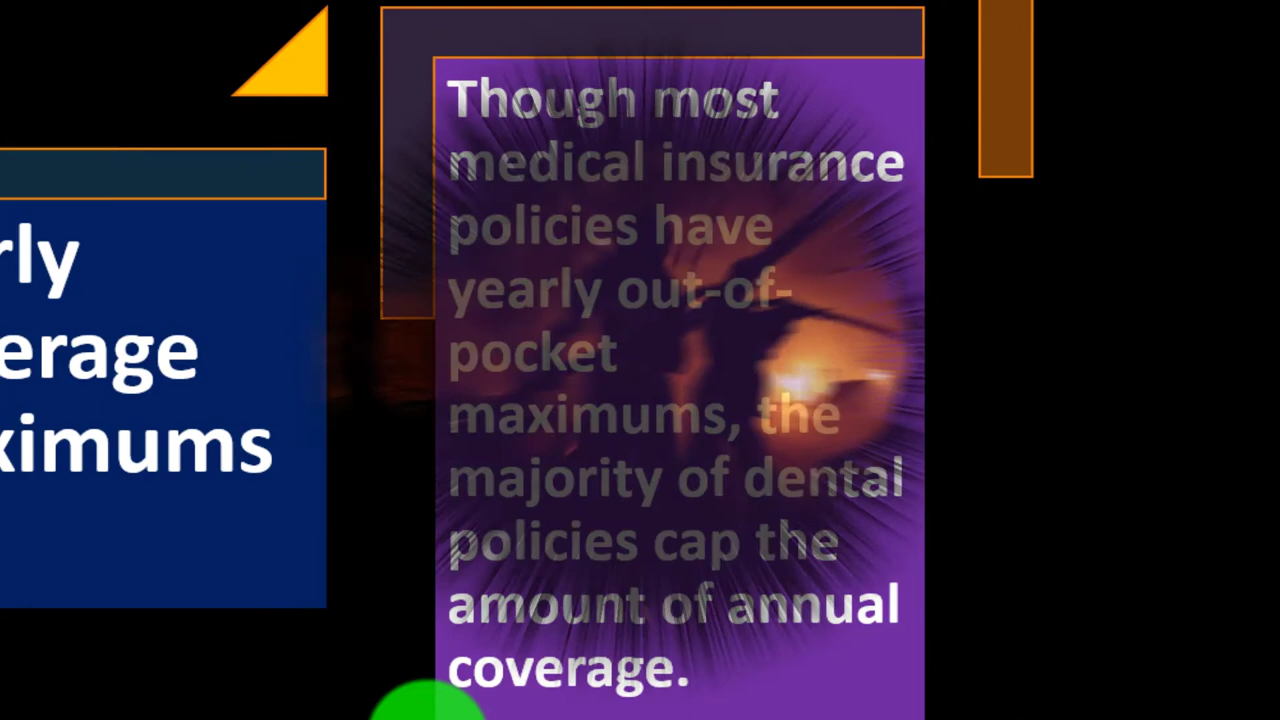 rly
erage
ximums
Though most
medical insurance
policies have
yearly out-of-
pocket
maximums, the
majority of dental
policies cap the
amount of annual
coverage.